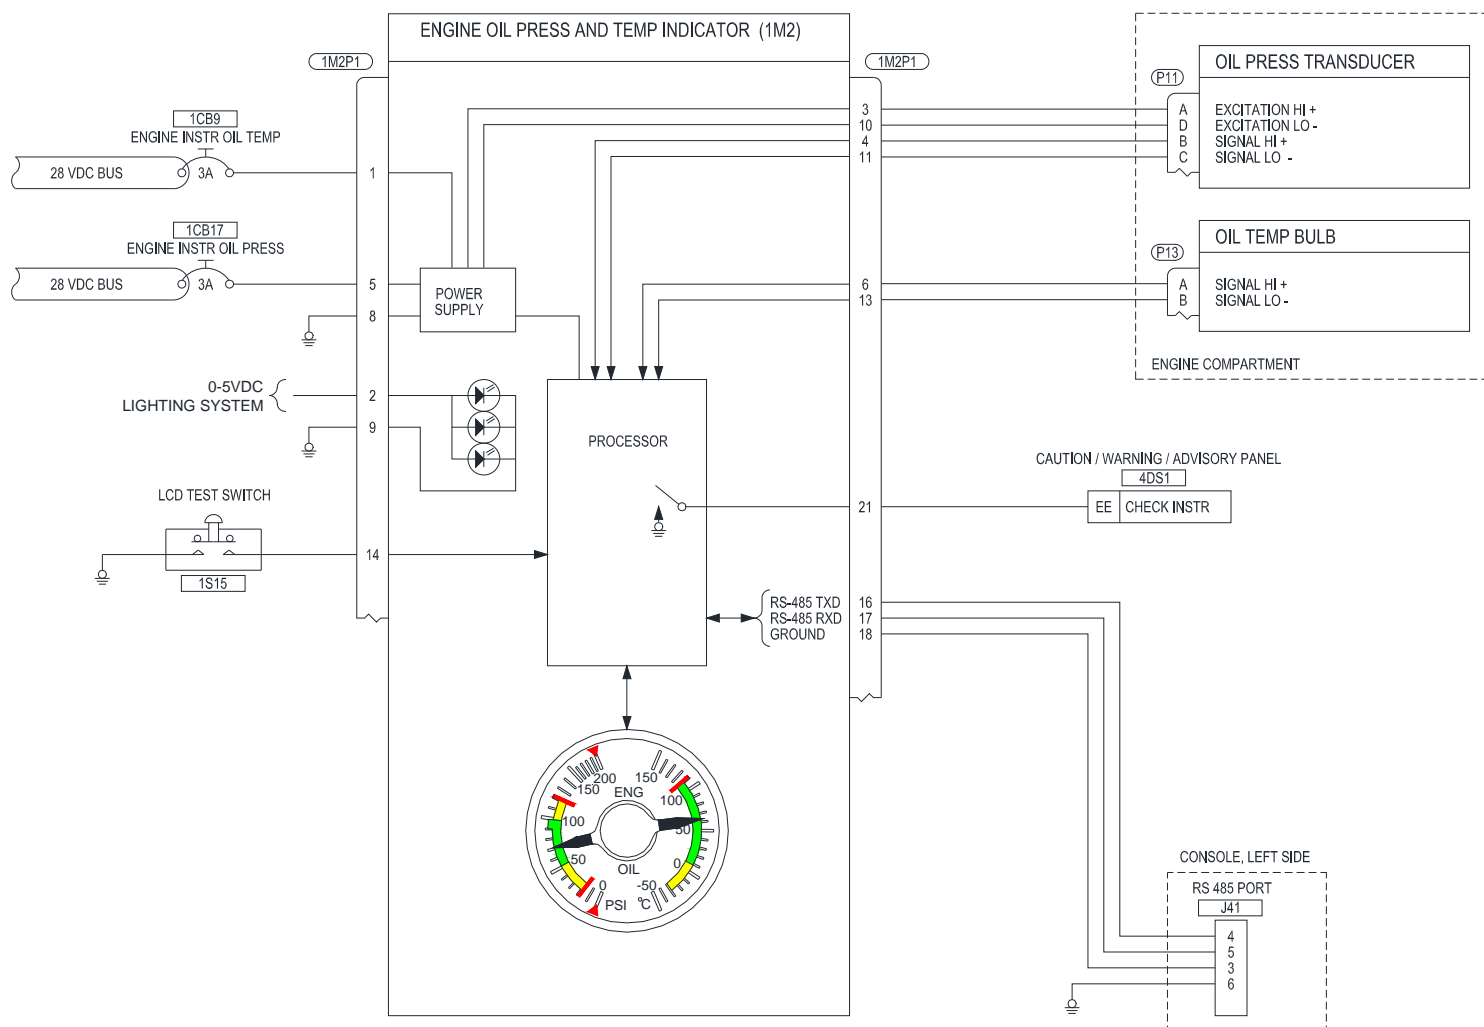 ENGINE OIL PRESS AND TEMP INDICATOR (1M2)
1M2P1
1M2P1
1CB9
ENGINE INSTR OIL TEMP
28 VDC BUS
3A
1
1CB17
ENGINE INSTR OIL PRESS
28 VDC BUS
3A
5
8
POWER
SUPPLY
0-5VDC
LIGHTING SYSTEM
2
9
LCD TEST SWITCH
1S15
14
PROCESSOR
3
10
4
11
6
13
21
RS-485 TXD
RS-485 RXD
GROUND
16
17
18
P11
OIL PRESS TRANSDUCER
A EXCITATION HI +
D EXCITATION LO -
B SIGNAL HI +
C SIGNAL LO -
P13
OIL TEMP BULB
A SIGNAL HI +
B SIGNAL LO -
ENGINE COMPARTMENT
CAUTION / WARNING / ADVISORY PANEL
4DS1
EE CHECK INSTR
200
150
100
50
0
PSI
ENG
OIL
150
100
50
0
-50
°C
CONSOLE, LEFT SIDE
RS 485 PORT
J41
4
5
3
6